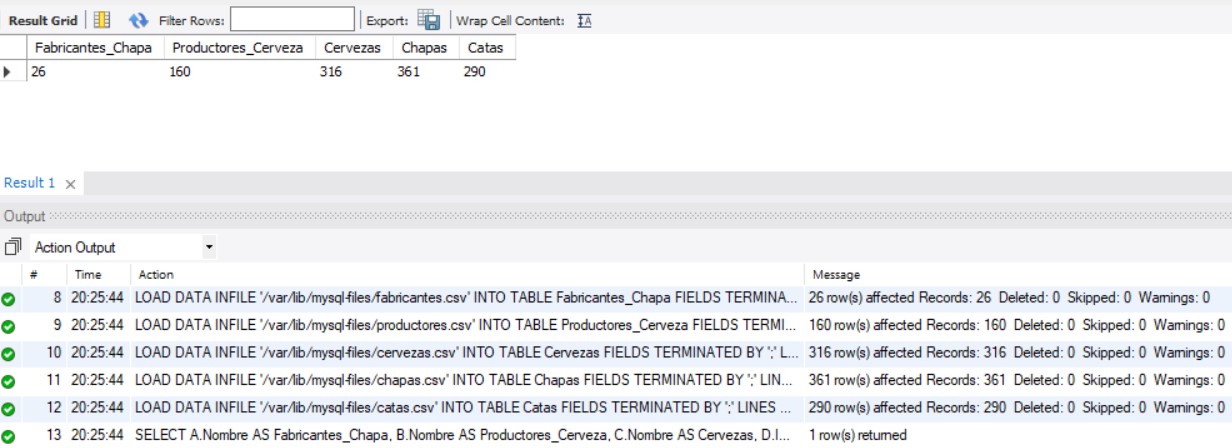 Result Grid Filter Rows: Export: Wrap Cell Content: IA
Fabricantes_Chapa Productores_Cerveza Cervezas Chapas Catas
26 160 316 361 290
Result 1 ×
Output
Action Output
# Time Action Message
8 20:25:44 LOAD DATA INFILE '/var/lib/mysql-files/fabricantes.csv' INTO TABLE Fabricantes_Chapa FIELDS TERMINA... 26 row(s) affected Records: 26 Deleted: 0 Skipped: 0 Warnings: 0
9 20:25:44 LOAD DATA INFILE '/var/lib/mysql-files/productores.csv' INTO TABLE Productores_Cerveza FIELDS TERMI... 160 row(s) affected Records: 160 Deleted: 0 Skipped: 0 Warnings: 0
10 20:25:44 LOAD DATA INFILE '/var/lib/mysql-files/cervezas.csv' INTO TABLE Cervezas FIELDS TERMINATED BY ';' L... 316 row(s) affected Records: 316 Deleted: 0 Skipped: 0 Warnings: 0
11 20:25:44 LOAD DATA INFILE '/var/lib/mysql-files/chapas.csv' INTO TABLE Chapas FIELDS TERMINATED BY ';' LIN... 361 row(s) affected Records: 361 Deleted: 0 Skipped: 0 Warnings: 0
12 20:25:44 LOAD DATA INFILE '/var/lib/mysql-files/catas.csv' INTO TABLE Catas FIELDS TERMINATED BY ';' LINES ... 290 row(s) affected Records: 290 Deleted: 0 Skipped: 0 Warnings: 0
13 20:25:44 SELECT A.Nombre AS Fabricantes_Chapa, B.Nombre AS Productores_Cerveza, C.Nombre AS Cervezas, D.I... 1 row(s) returned